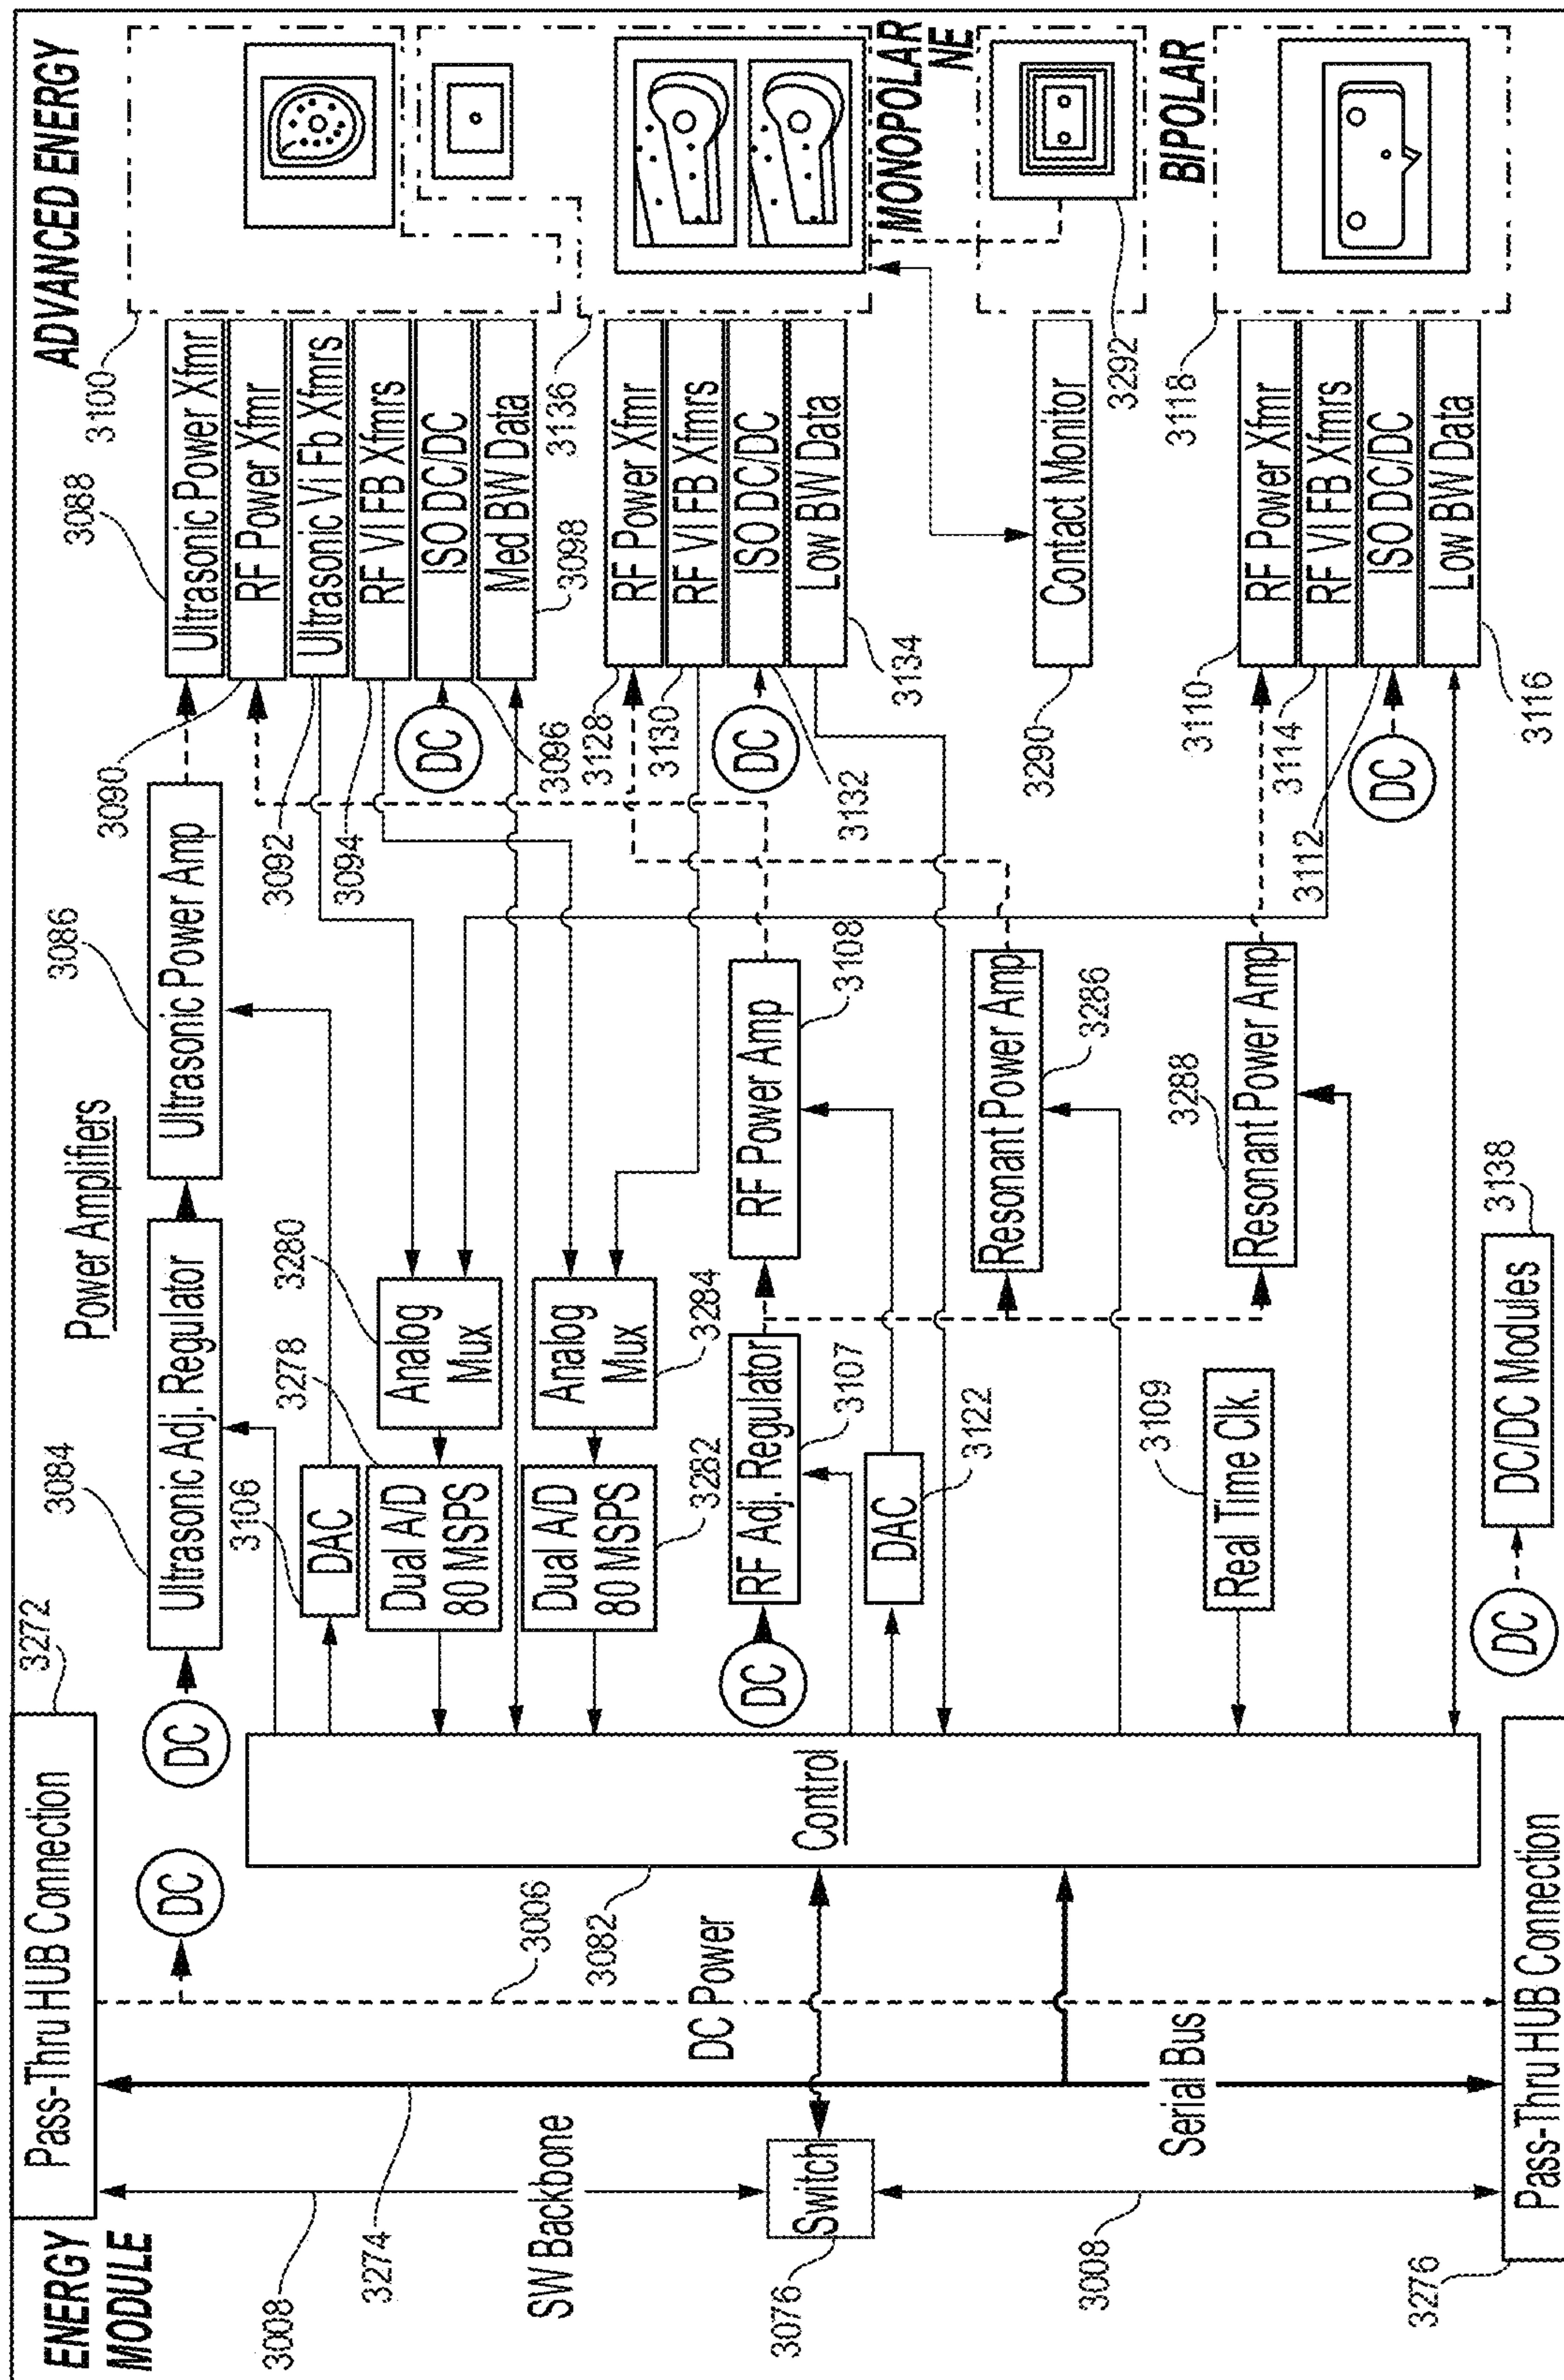 ENERGY
MODULE
Pass-Thru HUB Connection
3272
3008
3274
SW Backbone
Switch
3076
3008
Serial Bus
DC Power
3006
DC
Pass-Thru HUB Connection
3276
3082
Control
Power Amplifiers
DC
3084
Ultrasonic Adj. Regulator
3086
Ultrasonic Power Amp
3106
DAC
3278
Dual A/D
80 MSPS
3280
Analog
Mux
3282
Dual A/D
80 MSPS
3284
Analog
Mux
DC
RF Adj. Regulator
3107
RF Power Amp
3108
DAC
3122
Resonant Power Amp
3286
3109
Real Time Clk.
3288
Resonant Power Amp
DC
DC/DC Modules
3138
ADVANCED ENERGY
3100
3088
Ultrasonic Power Xfmr
3090
RF Power Xfmr
3092
Ultrasonic Vi Fb Xfmrs
3094
RF VI FB Xfmrs
DC
3096
ISO DC/DC
3098
Med BW Data
MONOPOLAR
3136
3128
RF Power Xfmr
3130
RF VI FB Xfmrs
DC
3132
ISO DC/DC
3134
Low BW Data
NE
3290
Contact Monitor
3292
BIPOLAR
3118
3110
RF Power Xfmr
3114
RF VI FB Xfmrs
3112
DC
ISO DC/DC
3116
Low BW Data